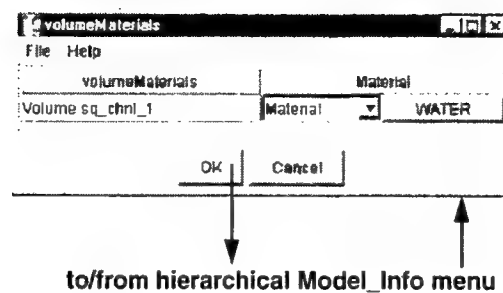 volumeMaterials
File Help
volumeMaterials Material
Volume sq_chnl_1 Material WATER
OK Cancel
to/from hierarchical Model_Info menu